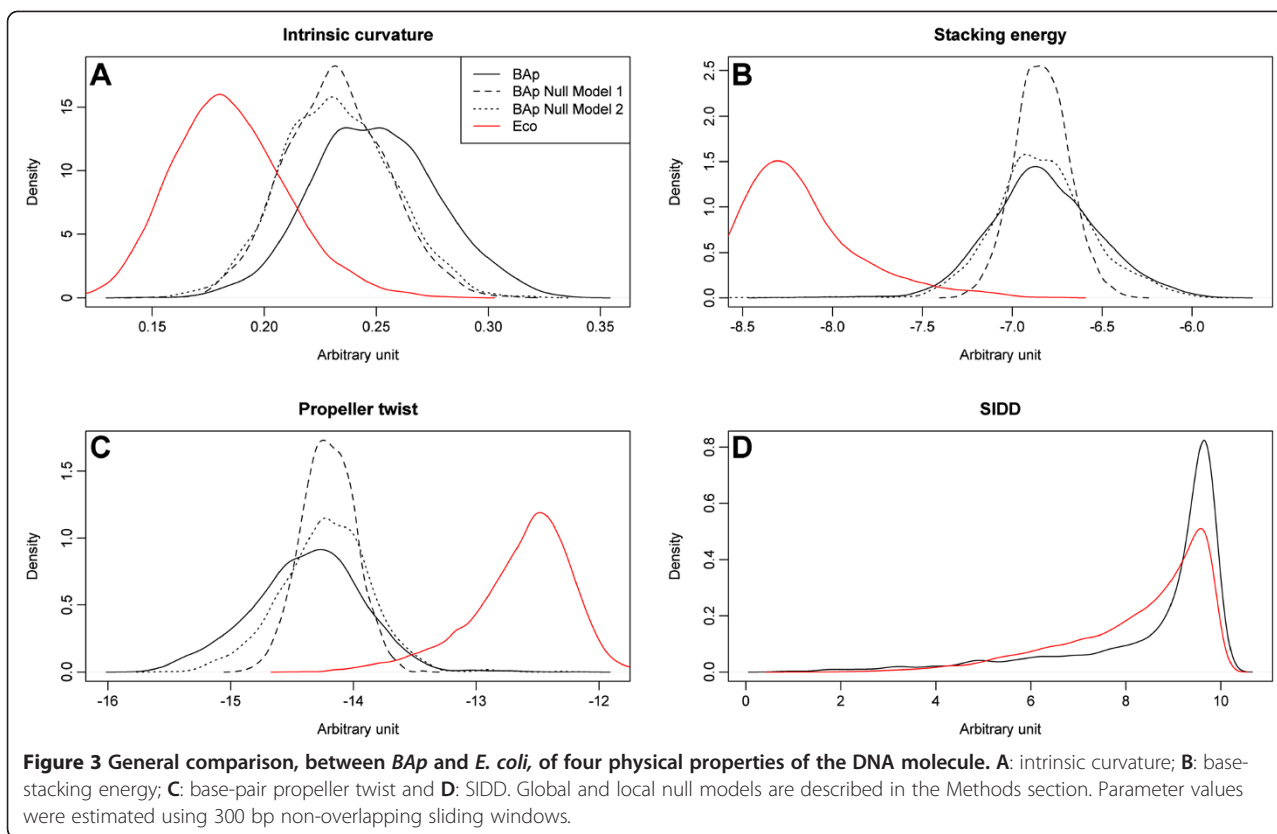 Intrinsic curvature
A
BAp
BAp Null Model 1
BAp Null Model 2
Eco
Density
0
5
10
15
0.15 0.20 0.25 0.30 0.35
Arbitrary unit
Stacking energy
B
Density
0.0
0.5
1.0
1.5
2.0
2.5
-8.5 -8.0 -7.5 -7.0 -6.5 -6.0
Arbitrary unit
Propeller twist
C
Density
0.0
0.5
1.0
1.5
-16 -15 -14 -13 -12
Arbitrary unit
SIDD
D
Density
0.0
0.2
0.4
0.6
0.8
0 2 4 6 8 10
Arbitrary unit
Figure 3 General comparison, between BAp and E. coli, of four physical properties of the DNA molecule. A: intrinsic curvature; B: base-
stacking energy; C: base-pair propeller twist and D: SIDD. Global and local null models are described in the Methods section. Parameter values
were estimated using 300 bp non-overlapping sliding windows.